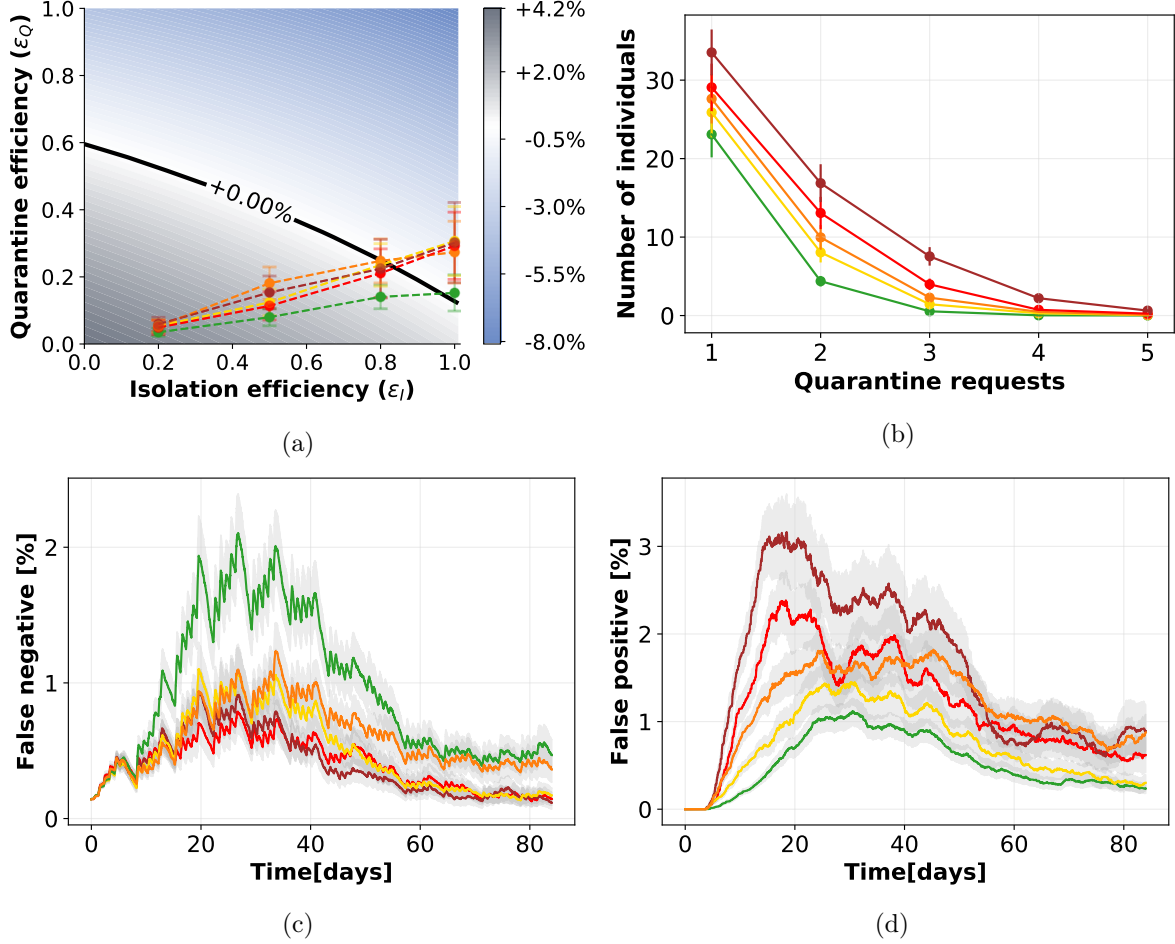 1.0
0.8
0.6
0.4
0.2
0.0
Quarantine efficiency (εQ)
+0.00%
0.0 0.2 0.4 0.6 0.8 1.0
Isolation efficiency (εI)
+4.2%
+2.0%
-0.5%
-3.0%
-5.5%
-8.0%
(a)
Number of individuals
30
20
10
0
1 2 3 4 5
Quarantine requests
(b)
False negative [%]
2
1
0
0 20 40 60 80
Time[days]
(c)
False positive [%]
3
2
1
0
0 20 40 60 80
Time[days]
(d)